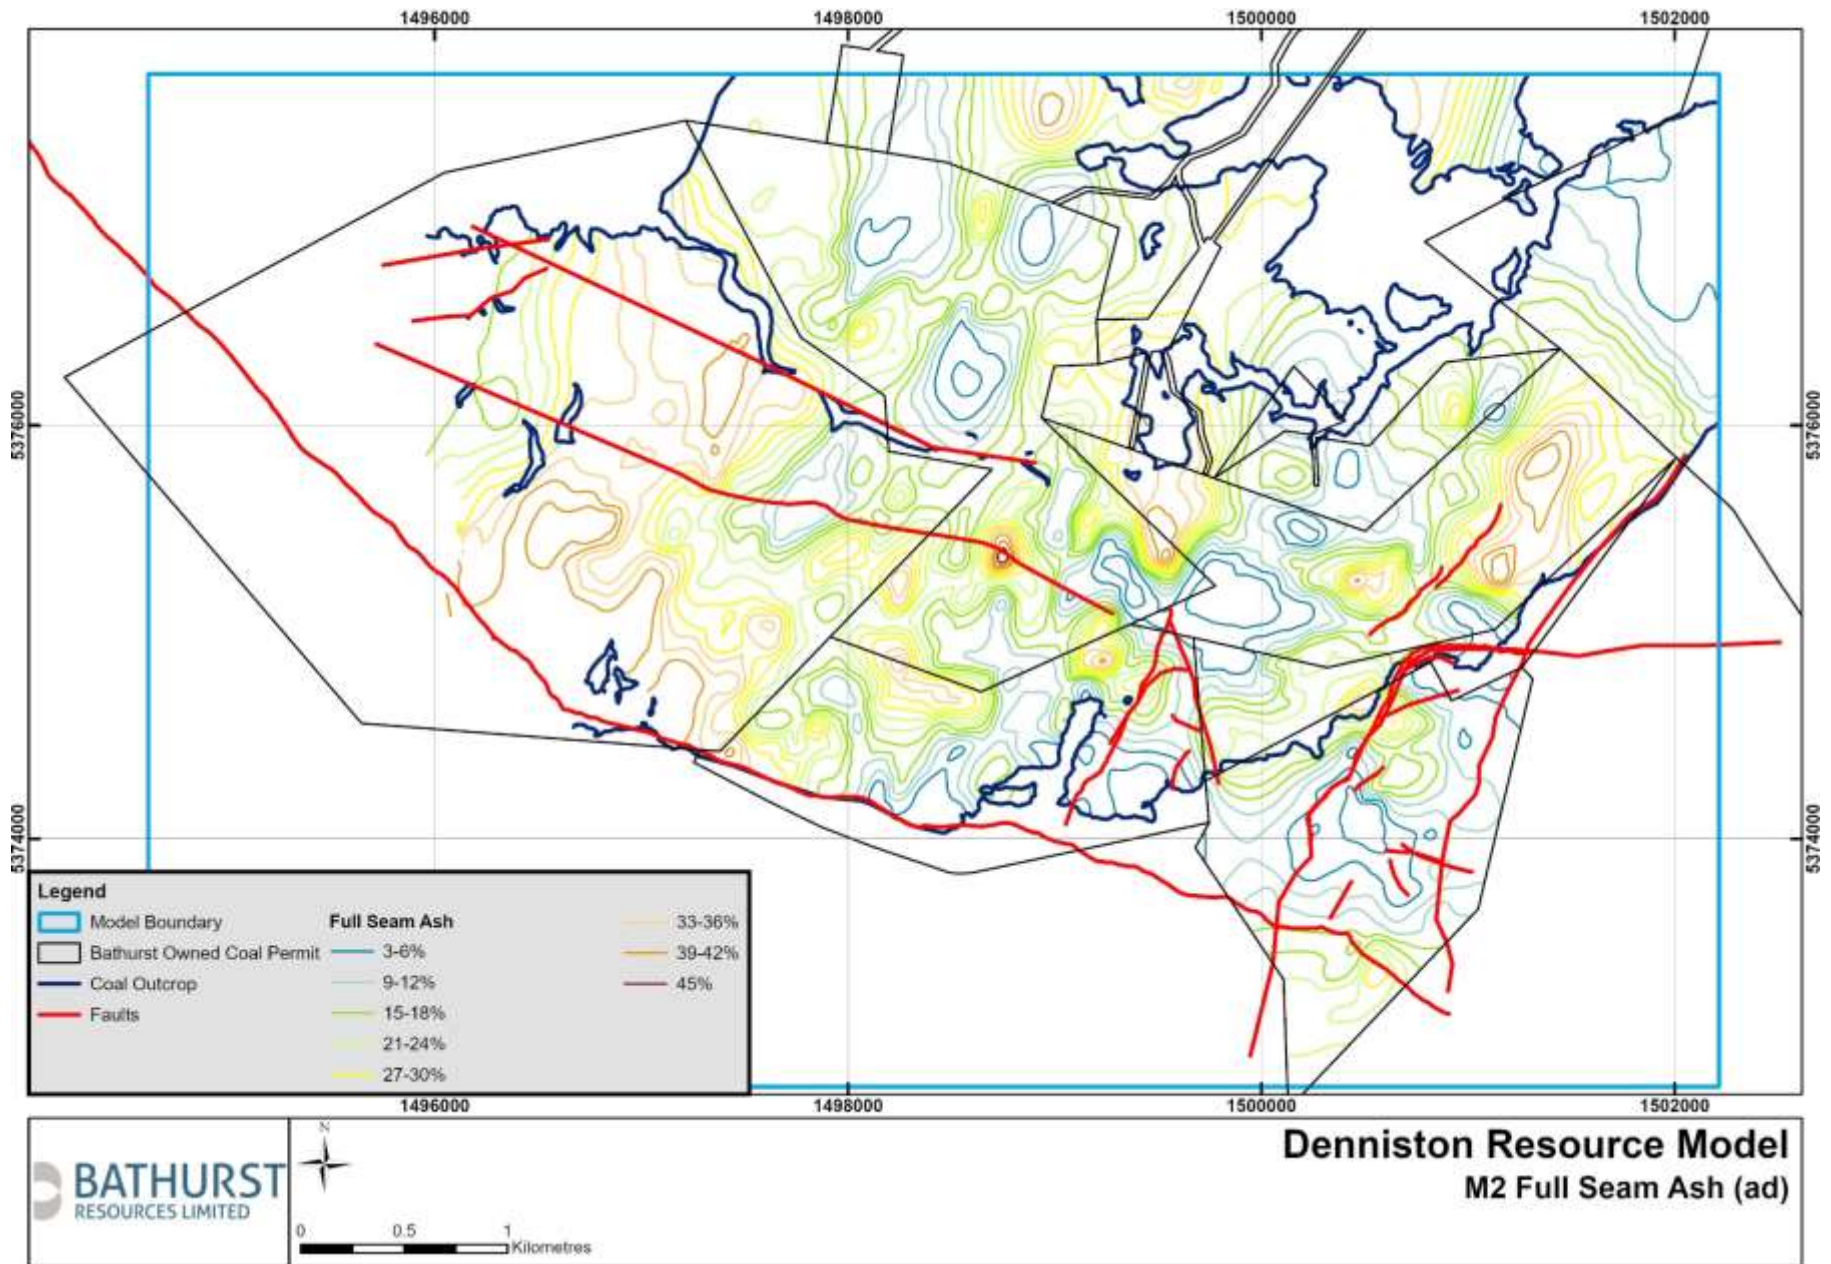 1496000 1498000 1500000 1502000
5376000 5376000
5374000 5374000
Legend
Model Boundary
Bathurst Owned Coal Permit
Coal Outcrop
Faults
Full Seam Ash
3-6%
9-12%
15-18%
21-24%
27-30%
33-36%
39-42%
45%
1496000 1498000 1500000 1502000
BATHURST
RESOURCES LIMITED
N
0 0.5 1
Kilometres
Denniston Resource Model
M2 Full Seam Ash (ad)